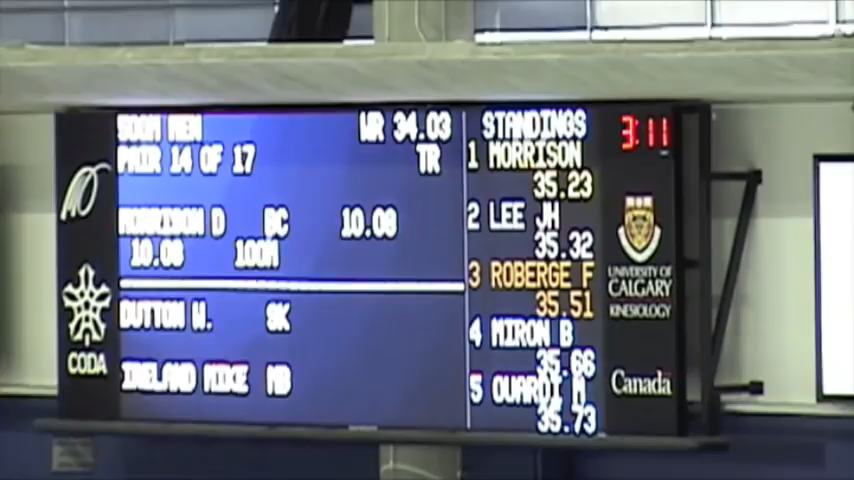 500M MEN WR 34.03
PAIR 14 OF 17 TR
MORRISON D BC 10.08
10.08 100M
DUTTON W. SK
IRELAND MIKE MB
STANDINGS
1 MORRISON
35.23
2 LEE JH
35.32
3 ROBERGE F
35.51
4 MIRON B
35.66
5 OUARDI M
35.73
3:11
UNIVERSITY OF
CALGARY
KINESIOLOGY
Canada
CODA